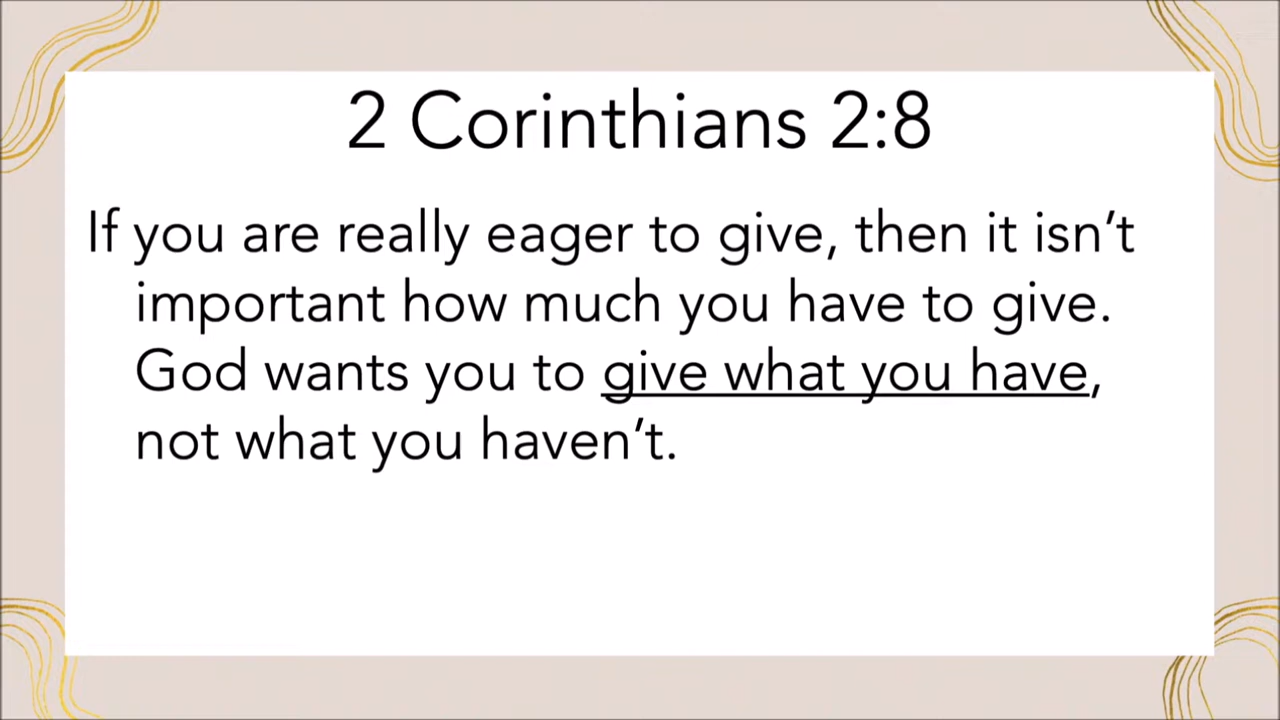 2 Corinthians 2:8
If you are really eager to give, then it isn’t
important how much you have to give.
God wants you to give what you have,
not what you haven’t.